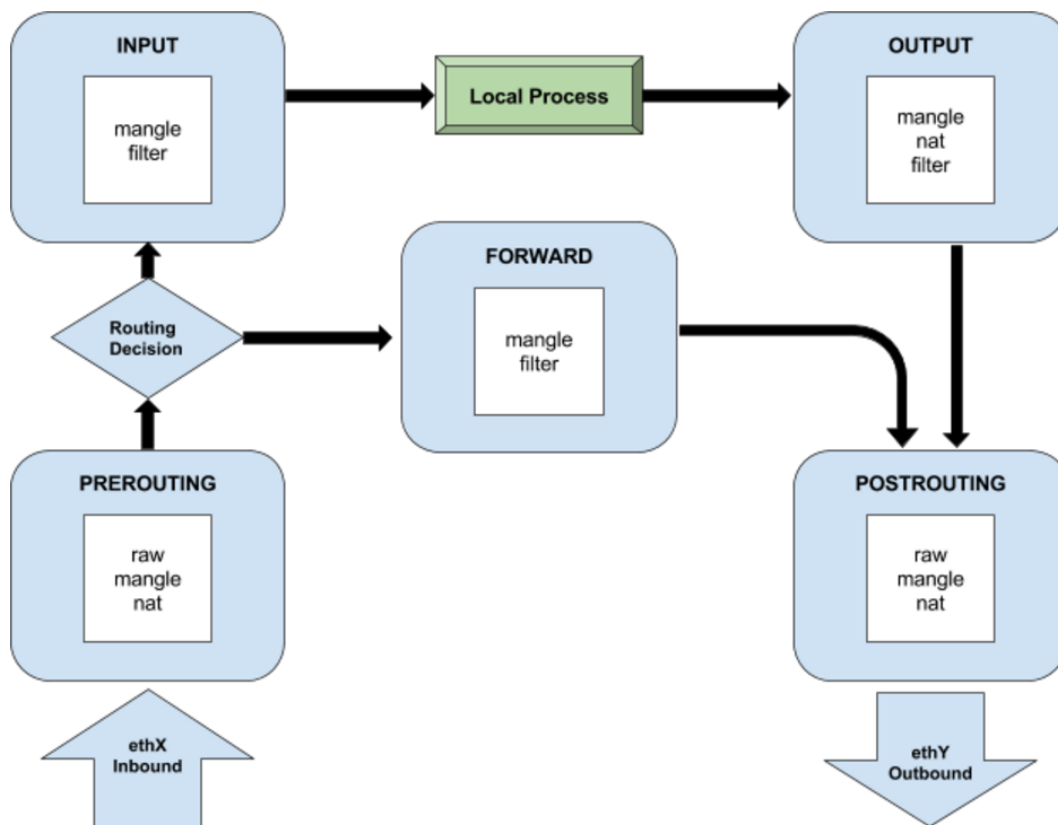 INPUT
mangle
filter
Local Process
OUTPUT
mangle
nat
filter
Routing
Decision
FORWARD
mangle
filter
PREROUTING
raw
mangle
nat
POSTROUTING
raw
mangle
nat
ethX
Inbound
ethY
Outbound